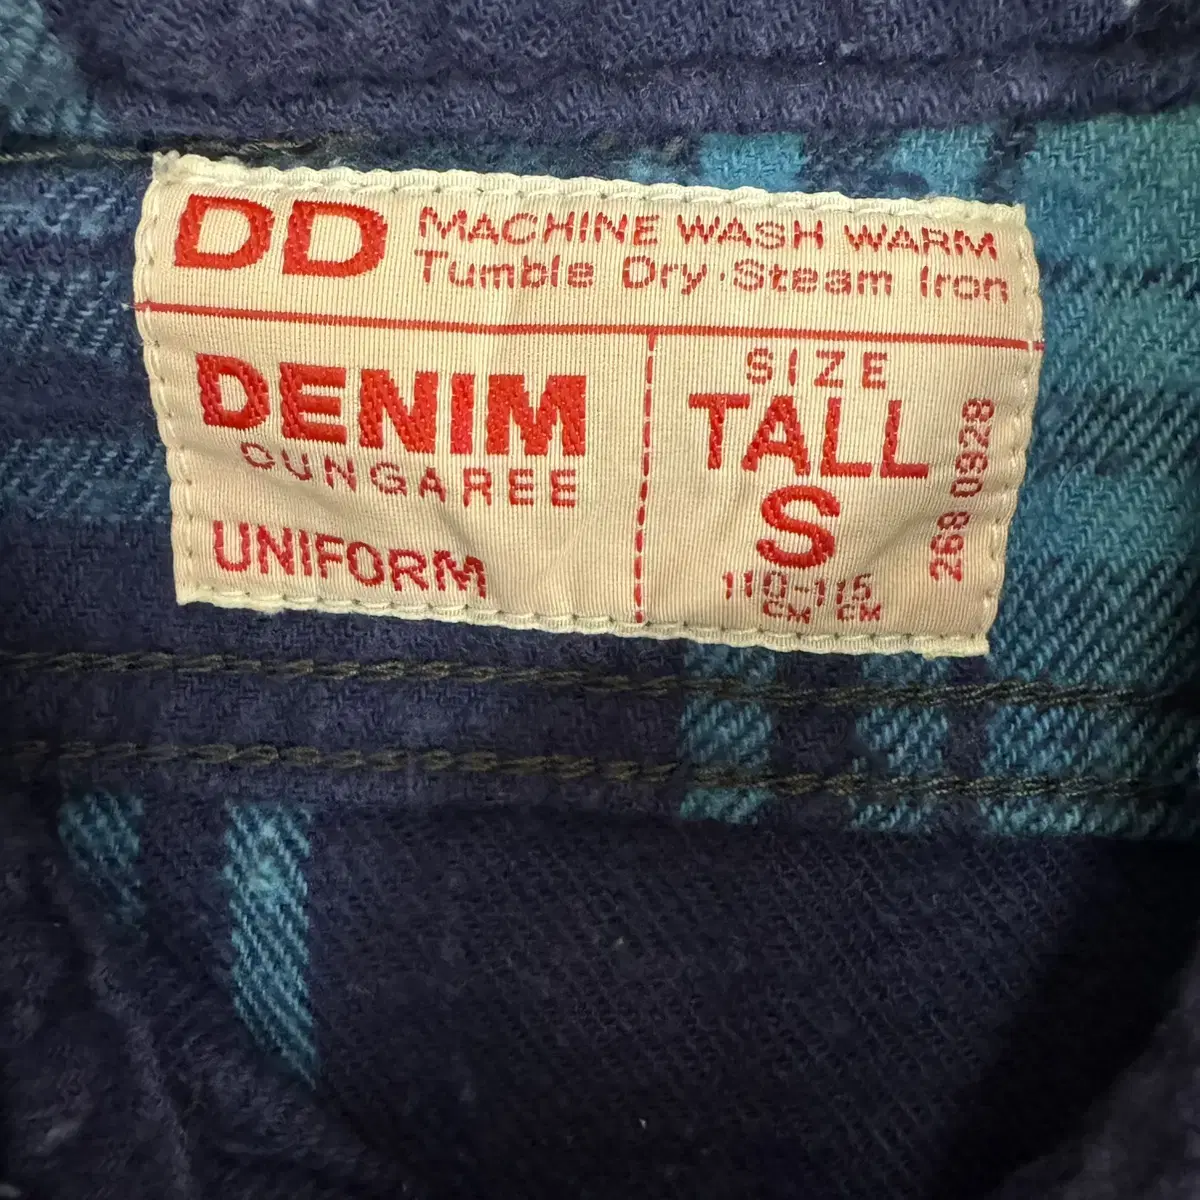 DD
MACHINE WASH WARM
Tumble Dry·Steam Iron
DENIM
DUNGAREE
UNIFORM
SIZE
TALL
S
110-115
CM CM
268 0928